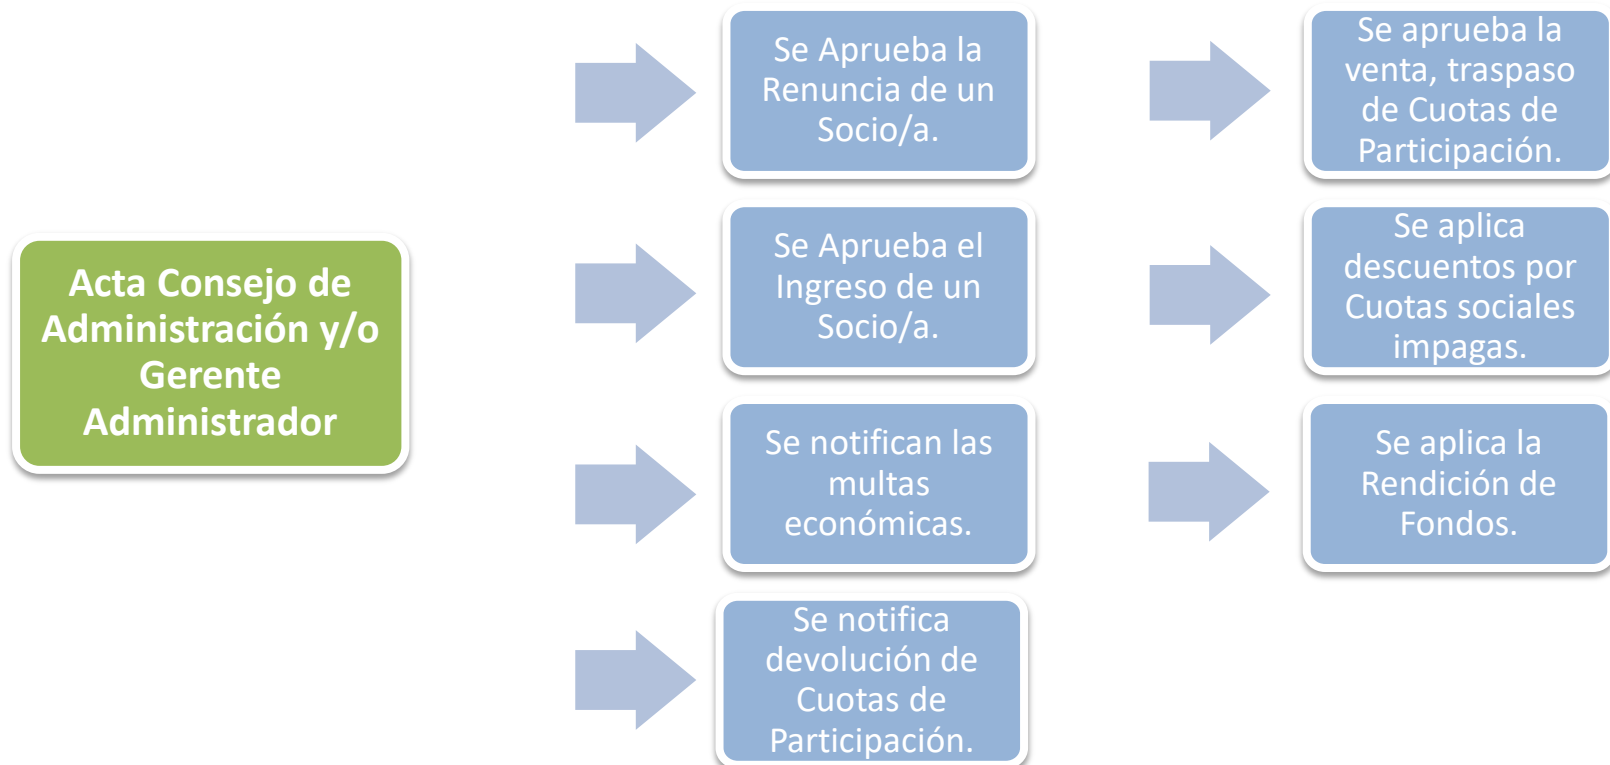 Acta Consejo de
Administración y/o
Gerente
Administrador
Se Aprueba la
Renuncia de un
Socio/a.
Se Aprueba el
Ingreso de un
Socio/a.
Se notifican las
multas
económicas.
Se notifica
devolución de
Cuotas de
Participación.
Se aprueba la
venta, traspaso
de Cuotas de
Participación.
Se aplica
descuentos por
Cuotas sociales
impagas.
Se aplica la
Rendición de
Fondos.